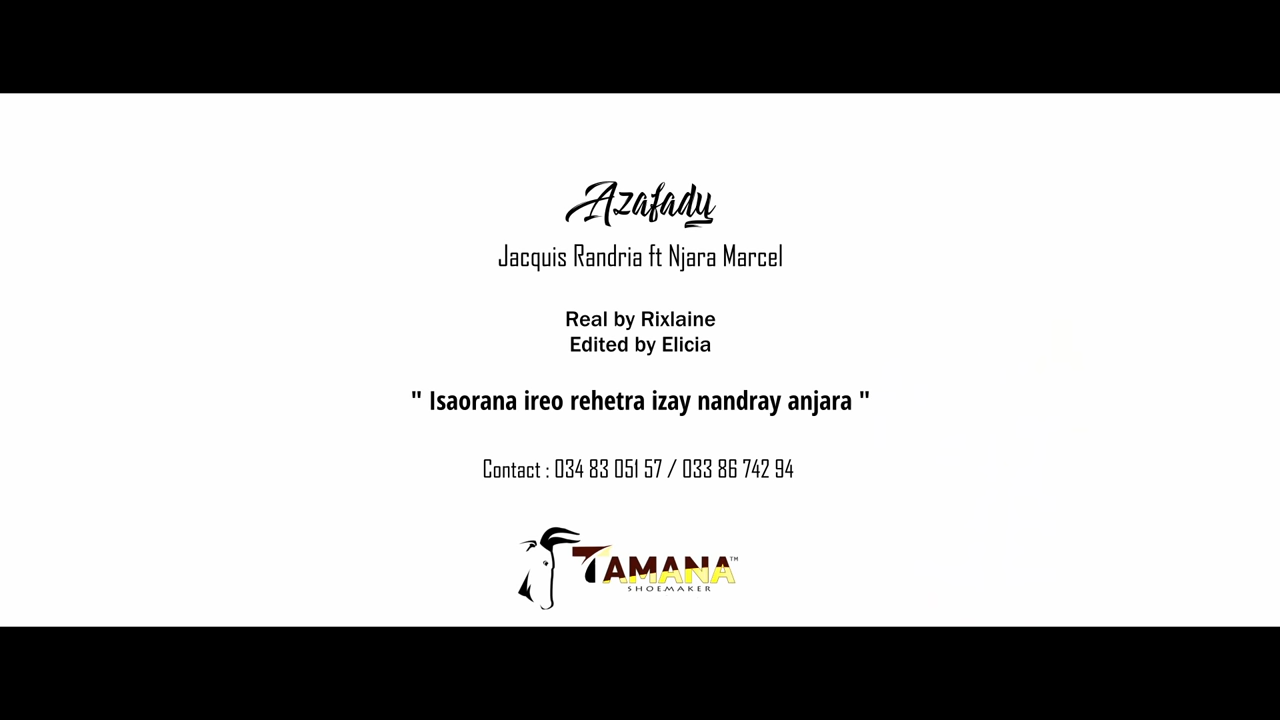 Azafady
Jacquis Randria ft Njara Marcel
Real by Rixlaine
Edited by Elicia
" Isaorana ireo rehetra izay nandray anjara "
Contact : 034 83 051 57 / 033 86 742 94
TAMANA™
SHOEMAKER